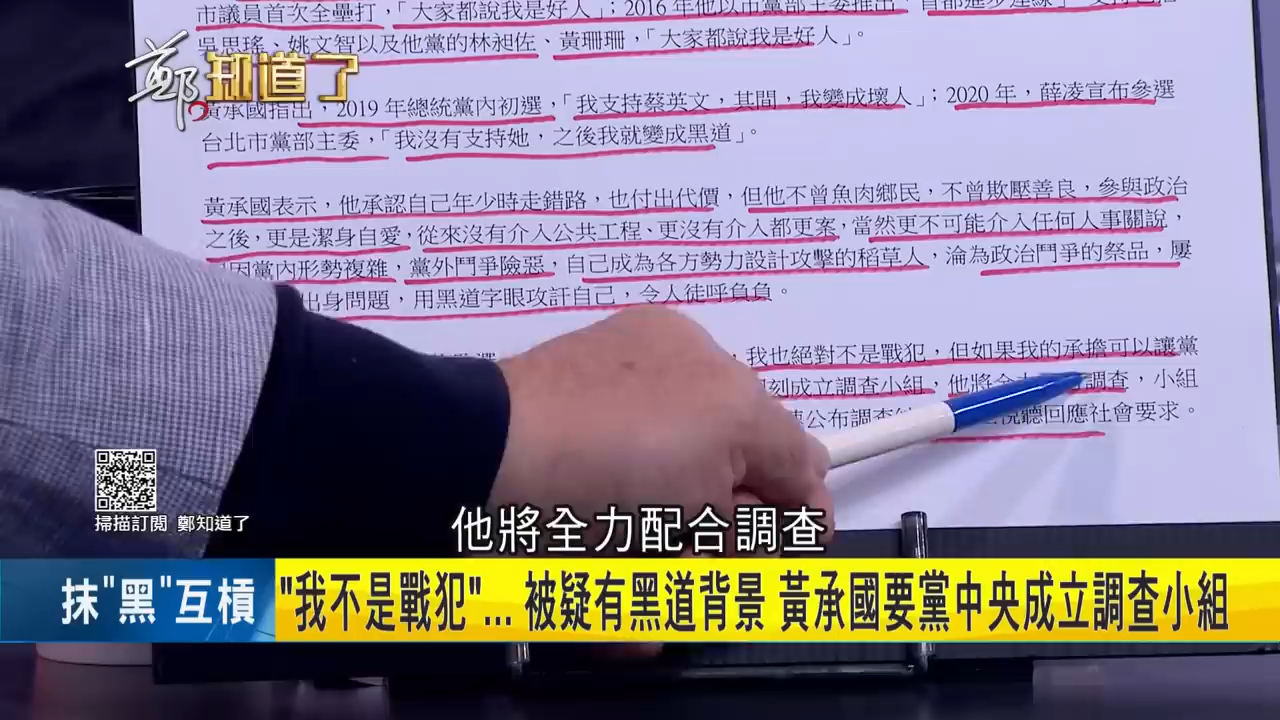 市議員首次全壘打，「大家都說我是好人」；2016年他以市黨部主委推出「首都進步連線」，支持
吳思瑤、姚文智以及他黨的林昶佐、黃珊珊，「大家都說我是好人」。
鄭知道了
黃承國指出，2019年總統黨內初選，「我支持蔡英文，其間，我變成壞人」；2020年，薛凌宣布參選
台北市黨部主委，「我沒有支持她，之後我就變成黑道」。
黃承國表示，他承認自己年少時走錯路，也付出代價，但他不曾魚肉鄉民，不曾欺壓善良，參與政治
之後，更是潔身自愛，從來沒有介入公共工程、更沒有介入都更案，當然更不可能介入任何人事關說，
因黨內形勢複雜，黨外鬥爭險惡，自己成為各方勢力設計攻擊的稻草人，淪為政治鬥爭的祭品，屢
出身問題，用黑道字眼攻訐自己，令人徒呼負負。
，我也絕對不是戰犯，但如果我的承擔可以讓黨
刻成立調查小組，他將全力 調查，小組
公布調查 視聽回應社會要求。
掃描訂閱 鄭知道了
他將全力配合調查
抹"黑"互槓
"我不是戰犯"... 被疑有黑道背景 黃承國要黨中央成立調查小組